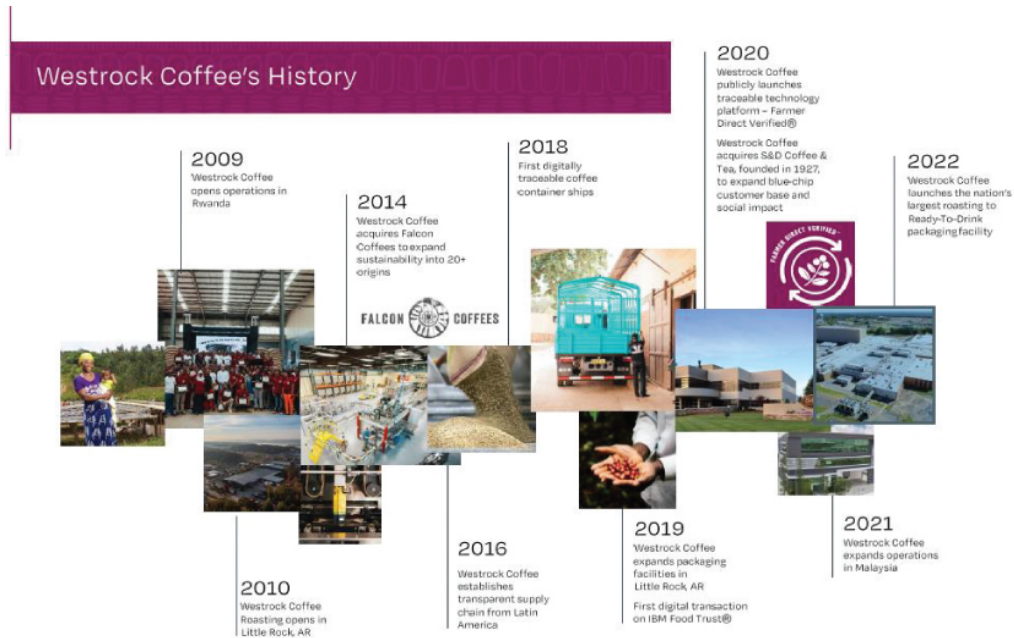 Westrock Coffee's History
2009
Westrock Coffee
opens operations in
Rwanda
2010
Westrock Coffee
Roasting opens in
Little Rock, AR
2014
Westrock Coffee
acquires Falcon
Coffees to expand
sustainability into 20+
origins
FALCON COFFEES
2016
Westrock Coffee
establishes
transparent supply
chain from Latin
America
2018
First digitally
traceable coffee
container ships
2019
Westrock Coffee
expands packaging
facilities in
Little Rock, AR
First digital transaction
on IBM Food Trust®
2020
Westrock Coffee
publicly launches
traceable technology
platform – Farmer
Direct Verified®
Westrock Coffee
acquires S&D Coffee &
Tea, founded in 1927,
to expand blue-chip
customer base and
social impact
FARMER DIRECT VERIFIED™
2021
Westrock Coffee
expands operations
in Malaysia
2022
Westrock Coffee
launches the nation's
largest roasting to
Ready-To-Drink
packaging facility